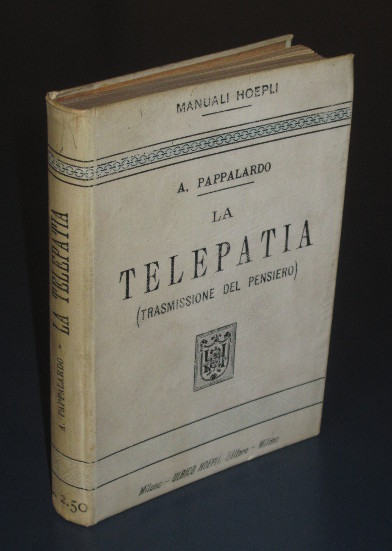 MANUALI HOEPLI
A. PAPPALARDO
LA
TELEPATIA
(TRASMISSIONE DEL PENSIERO)
Milano – ULRICO HOEPLI, Editore – Milano
A. PAPPALARDO - LA TELEPATIA
2.50